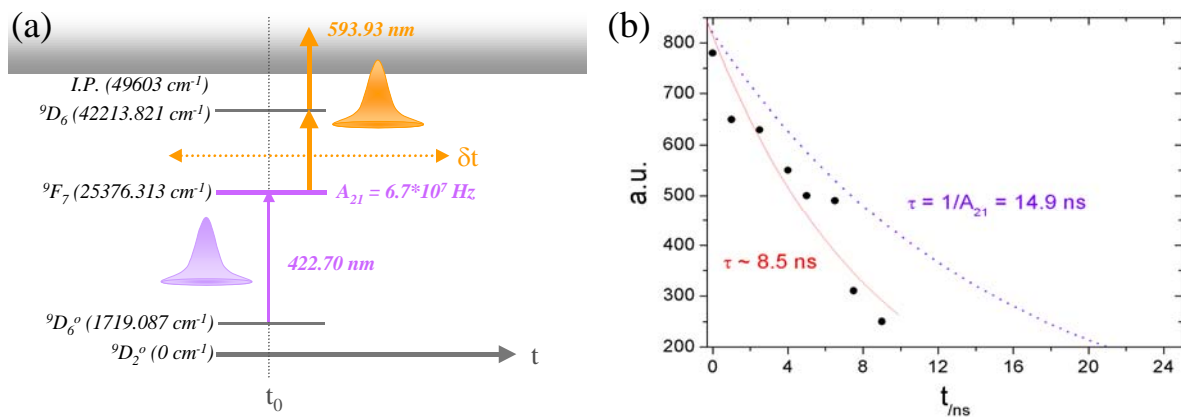 (a)
593.93 nm
I.P. (49603 cm⁻¹)
⁹D₆ (42213.821 cm⁻¹)
δt
⁹F₇ (25376.313 cm⁻¹)
A₂₁ = 6.7*10⁷ Hz
422.70 nm
⁹D₆ᵒ (1719.087 cm⁻¹)
⁹D₂ᵒ (0 cm⁻¹)
t
t₀
(b)
800
700
600
500
400
300
200
a.u.
τ = 1/A₂₁ = 14.9 ns
τ ~ 8.5 ns
0 4 8 12 16 20 24
t/ns